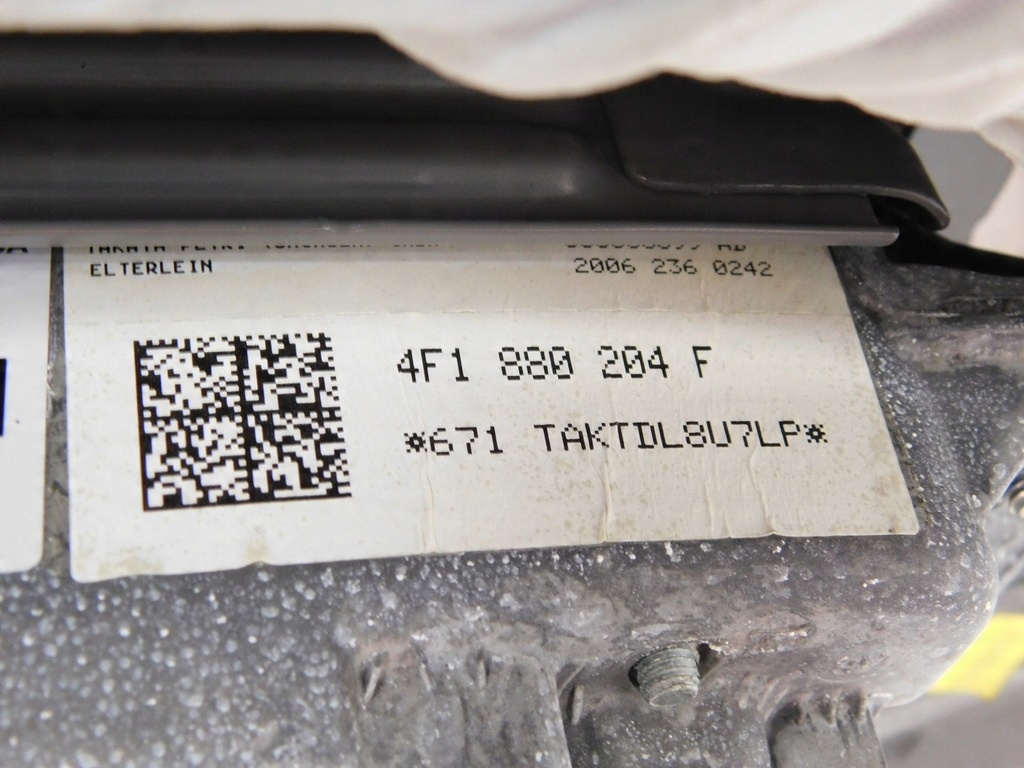 ELTERLEIN
2006 236 0242
4F1 880 204 F
*671 TAKTDL8U7LP*